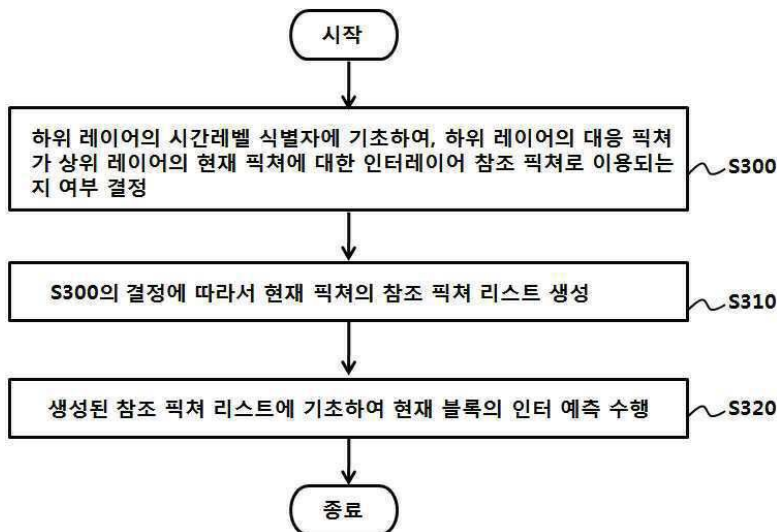 시작
하위 레이어의 시간레벨 식별자에 기초하여, 하위 레이어의 대응 픽쳐
가 상위 레이어의 현재 픽쳐에 대한 인터레이어 참조 픽쳐로 이용되는
지 여부 결정
S300
S300의 결정에 따라서 현재 픽쳐의 참조 픽쳐 리스트 생성
S310
생성된 참조 픽쳐 리스트에 기초하여 현재 블록의 인터 예측 수행
S320
종료